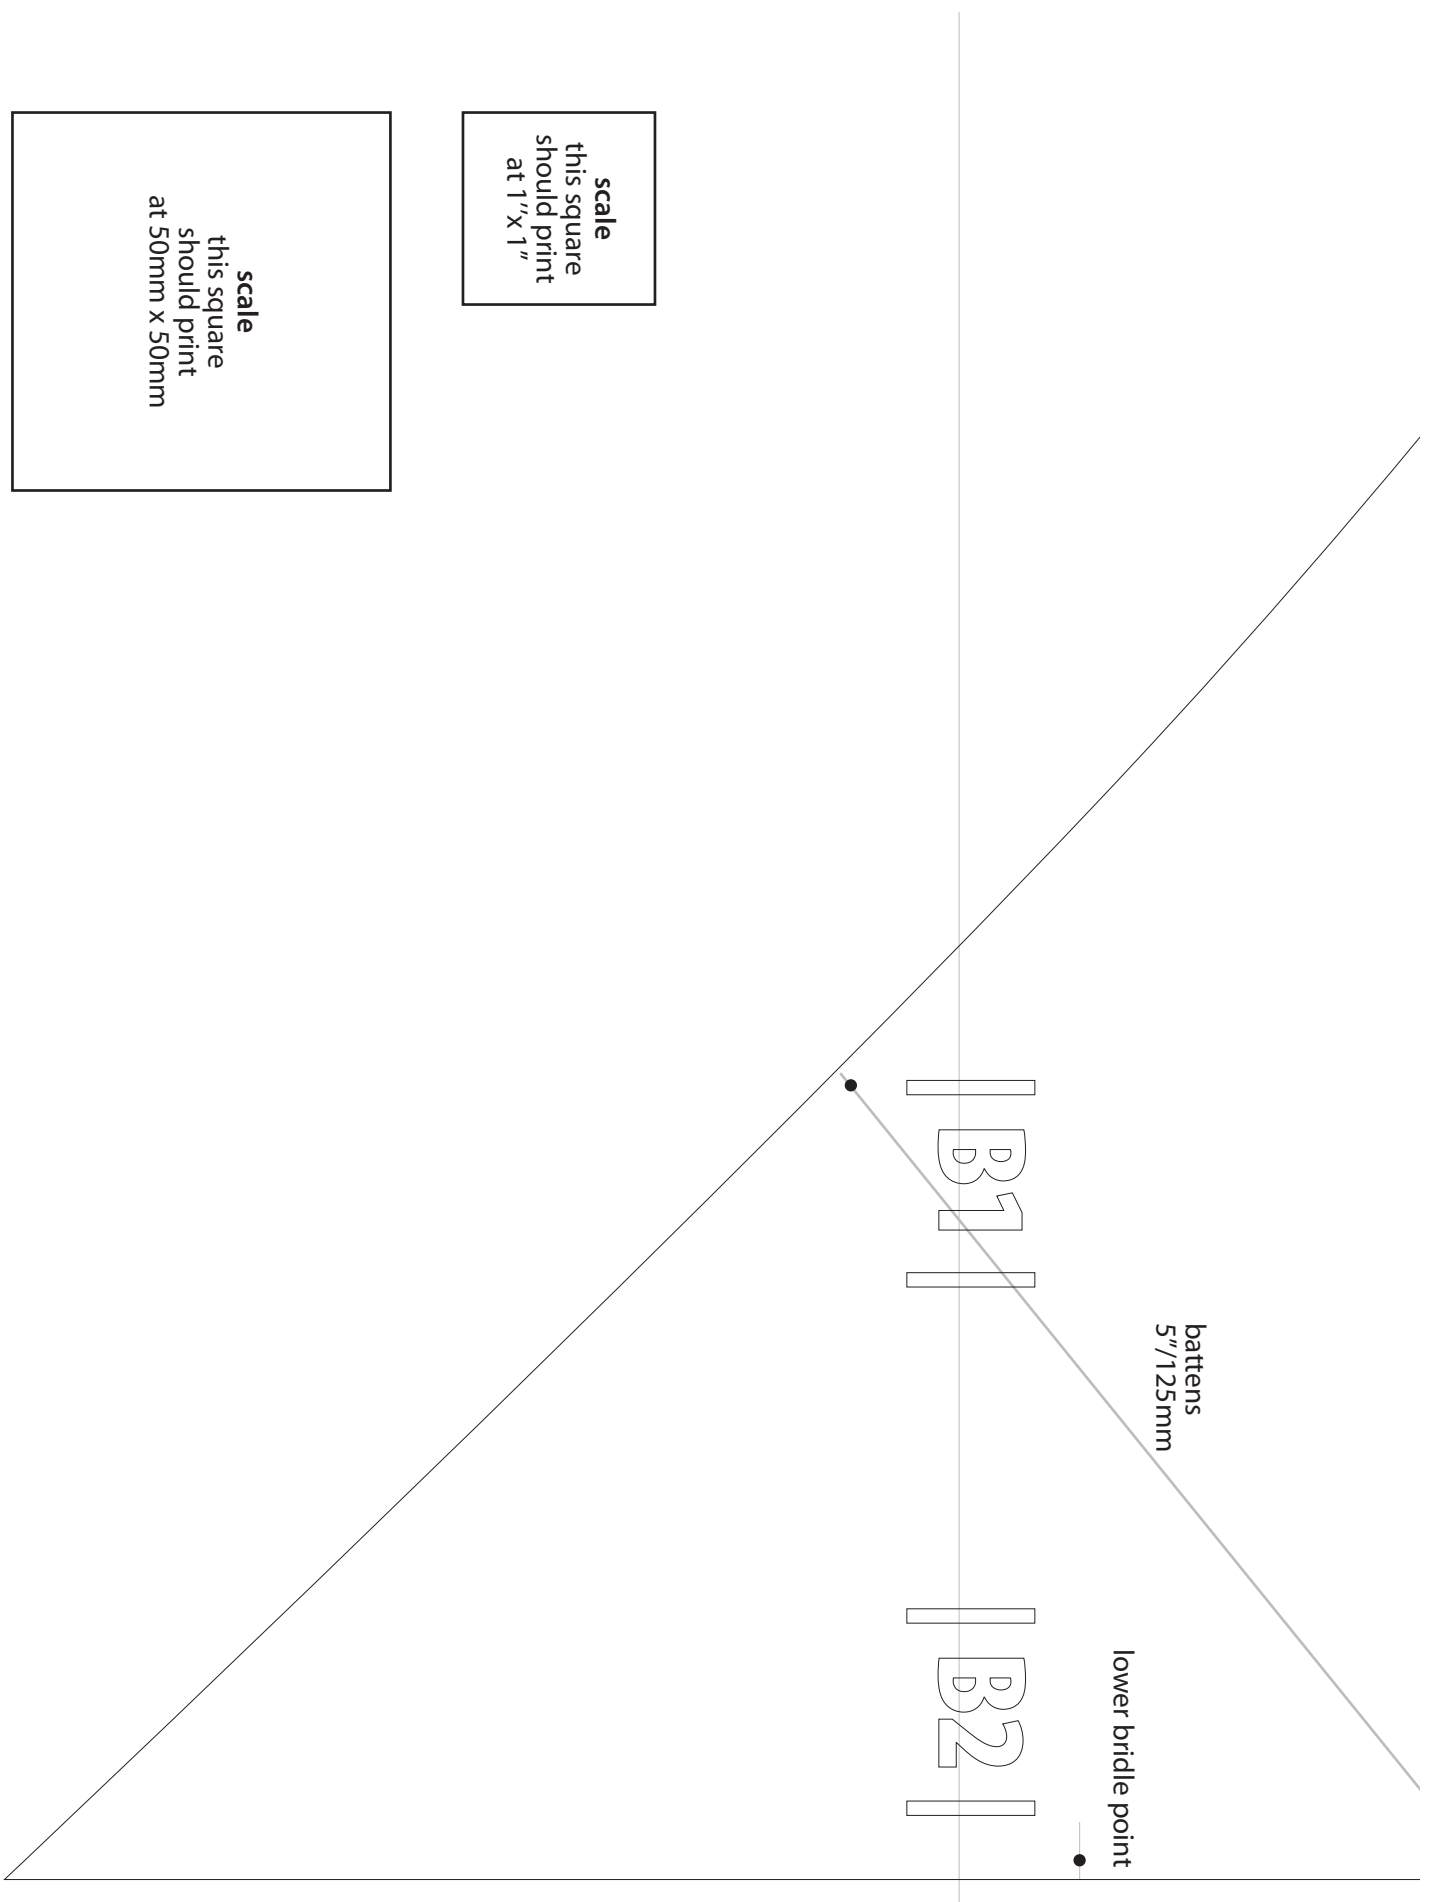 scale
this square
should print
at 1”x 1”
scale
this square
should print
at 50mm x 50mm
B1
battens
5”/125mm
B2
lower bridle point